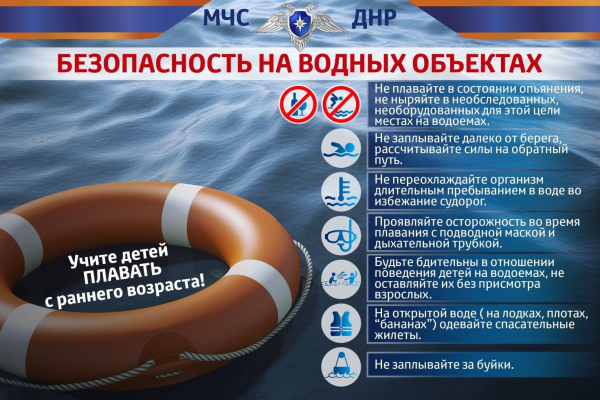 МЧС ДНР
БЕЗОПАСНОСТЬ НА ВОДНЫХ ОБЪЕКТАХ
Не плавайте в состоянии опьянения,
не ныряйте в необследованных,
необорудованных для этой цели
местах на водоемах.
Не заплывайте далеко от берега,
рассчитывайте силы на обратный
путь.
Не переохлаждайте организм
длительным пребыванием в воде во
избежание судорог.
Проявляйте осторожность во время
плавания с подводной маской и
дыхательной трубкой.
Будьте бдительны в отношении
поведения детей на водоемах, не
оставляйте их без присмотра
взрослых.
На открытой воде ( на лодках, плотах,
"бананах") одевайте спасательные
жилеты.
Не заплывайте за буйки.
Учите детей
ПЛАВАТЬ
с раннего возраста!